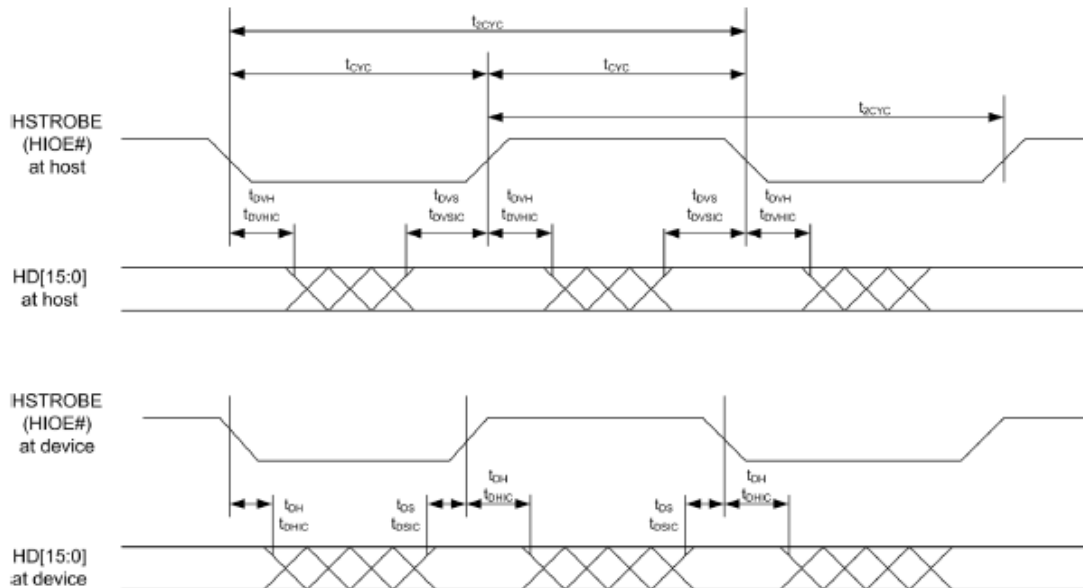 t2CYC
tCYC tCYC
t2CYC
HSTROBE
(HIOE#)
at host
tDVH tDVS tDVH tDVS tDVH
tDVHIC tDVSIC tDVHIC tDVSIC tDVHIC
HD[15:0]
at host
HSTROBE
(HIOE#)
at device
tDH tDH
tDHIC tDHIC
tDH tDS tDS
tDHIC tDSIC tDSIC
HD[15:0]
at device